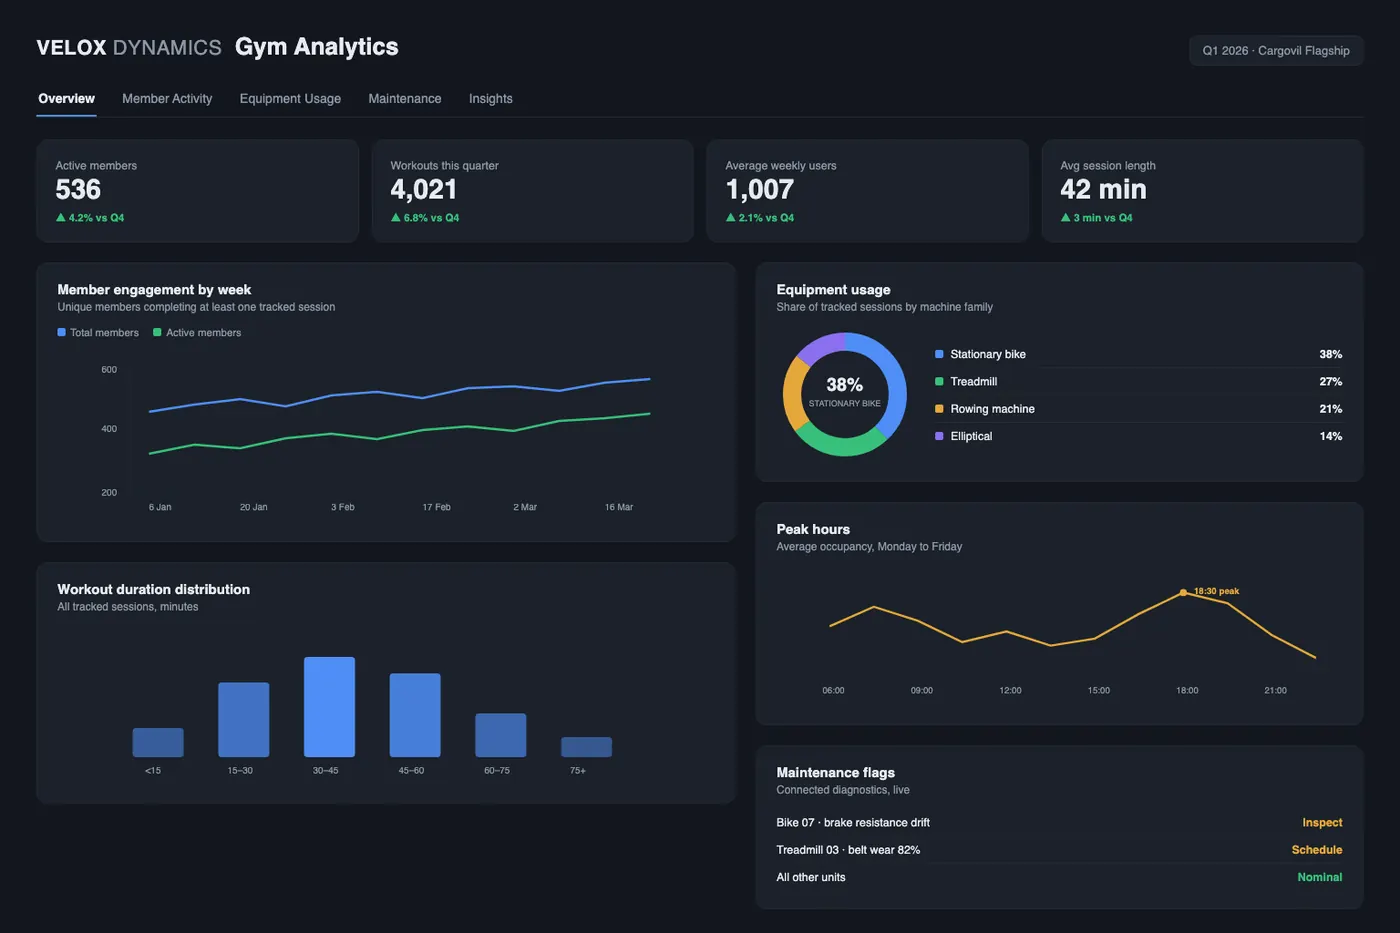 VELOX DYNAMICS Gym Analytics
Q1 2026 · Cargovil Flagship
Overview
Member Activity
Equipment Usage
Maintenance
Insights
Active members
536
▲ 4.2% vs Q4
Workouts this quarter
4,021
▲ 6.8% vs Q4
Average weekly users
1,007
▲ 2.1% vs Q4
Avg session length
42 min
▲ 3 min vs Q4
Member engagement by week
Unique members completing at least one tracked session
Total members
Active members
600
400
200
6 Jan
20 Jan
3 Feb
17 Feb
2 Mar
16 Mar
Workout duration distribution
All tracked sessions, minutes
<15
15–30
30–45
45–60
60–75
75+
Equipment usage
Share of tracked sessions by machine family
38%
STATIONARY BIKE
Stationary bike 38%
Treadmill 27%
Rowing machine 21%
Elliptical 14%
Peak hours
Average occupancy, Monday to Friday
18:30 peak
06:00
09:00
12:00
15:00
18:00
21:00
Maintenance flags
Connected diagnostics, live
Bike 07 · brake resistance drift Inspect
Treadmill 03 · belt wear 82% Schedule
All other units Nominal